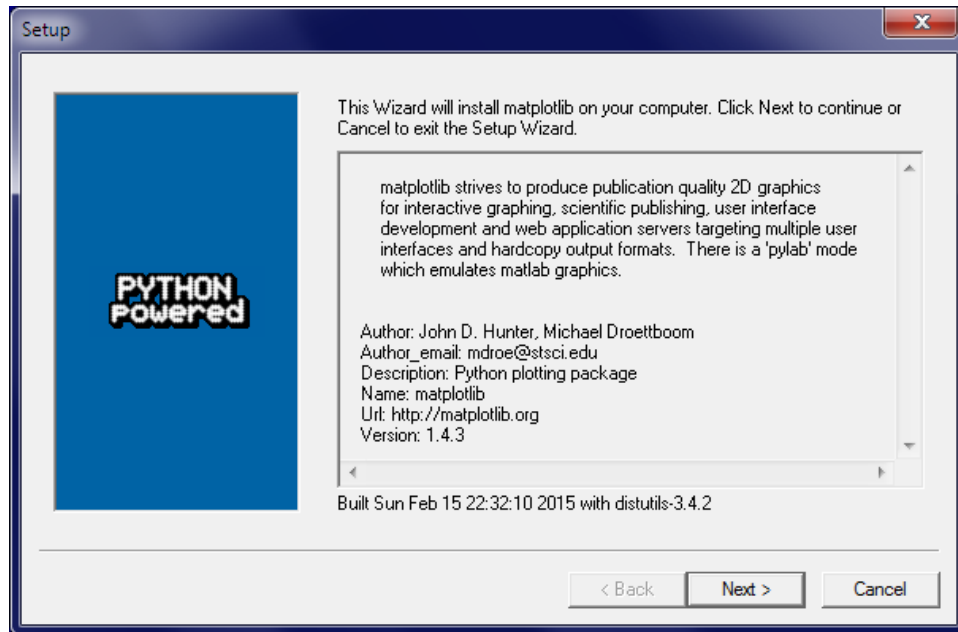 Setup
This Wizard will install matplotlib on your computer. Click Next to continue or
Cancel to exit the Setup Wizard.
matplotlib strives to produce publication quality 2D graphics
for interactive graphing, scientific publishing, user interface
development and web application servers targeting multiple user
interfaces and hardcopy output formats.  There is a 'pylab' mode
which emulates matlab graphics.
PYTHON
powered
Author: John D. Hunter, Michael Droettboom
Author_email: mdroe@stsci.edu
Description: Python plotting package
Name: matplotlib
Url: http://matplotlib.org
Version: 1.4.3
Built Sun Feb 15 22:32:10 2015 with distutils-3.4.2
< Back
Next >
Cancel